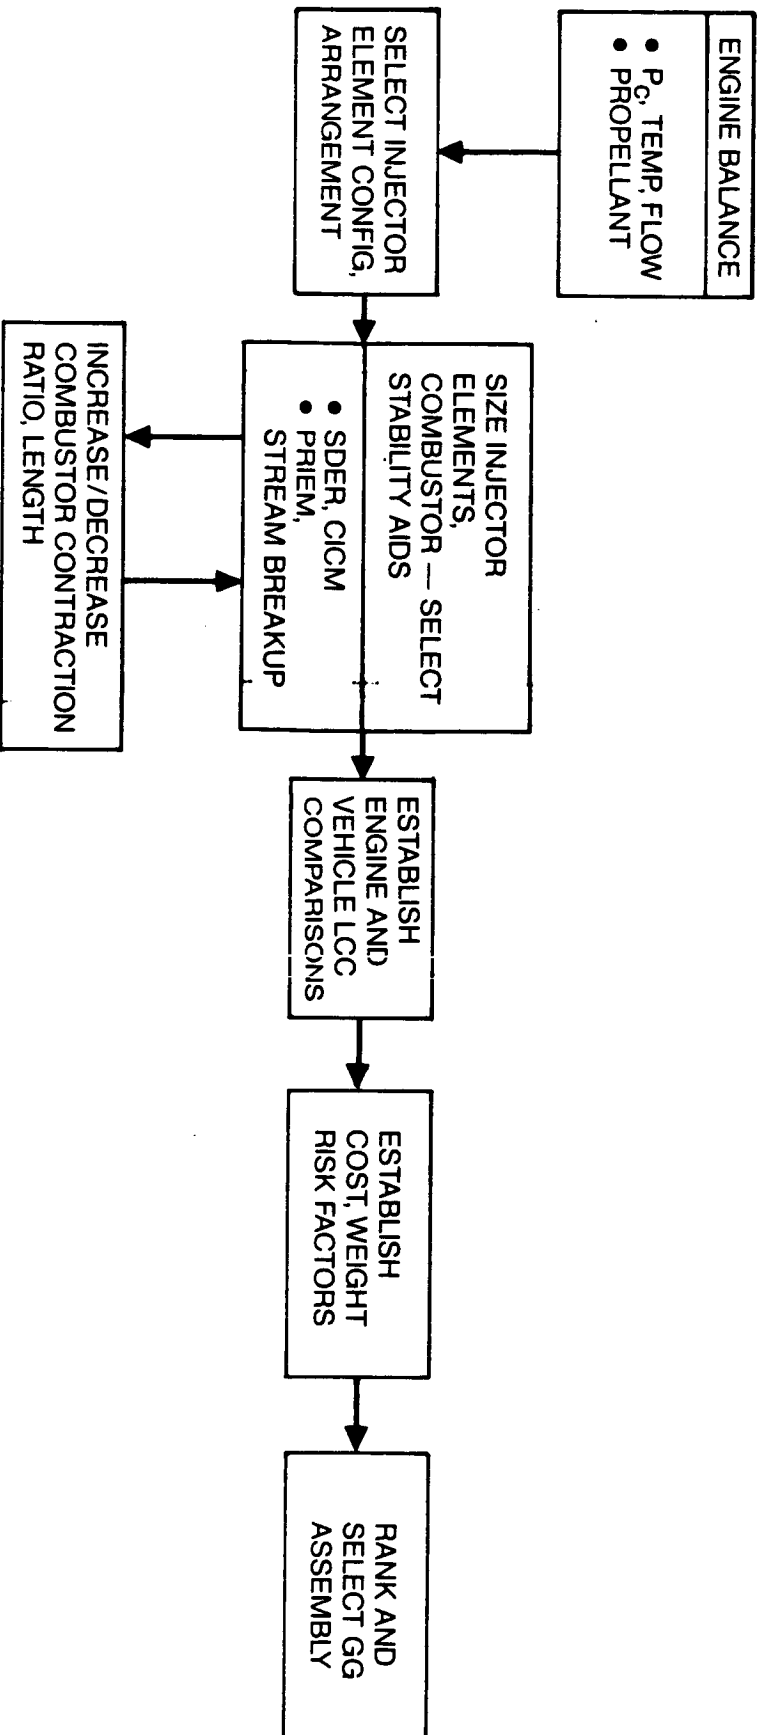 ENGINE BALANCE
• PC, TEMP, FLOW
• PROPELLANT
SELECT INJECTOR
ELEMENT CONFIG,
ARRANGEMENT
SIZE INJECTOR
ELEMENTS,
COMBUSTOR — SELECT
STABILITY AIDS
• SDER, CICM
• PRIEM,
STREAM BREAKUP
INCREASE/DECREASE
COMBUSTOR CONTRACTION
RATIO, LENGTH
ESTABLISH
ENGINE AND
VEHICLE LCC
COMPARISONS
ESTABLISH
COST, WEIGHT
RISK FACTORS
RANK AND
SELECT GG
ASSEMBLY